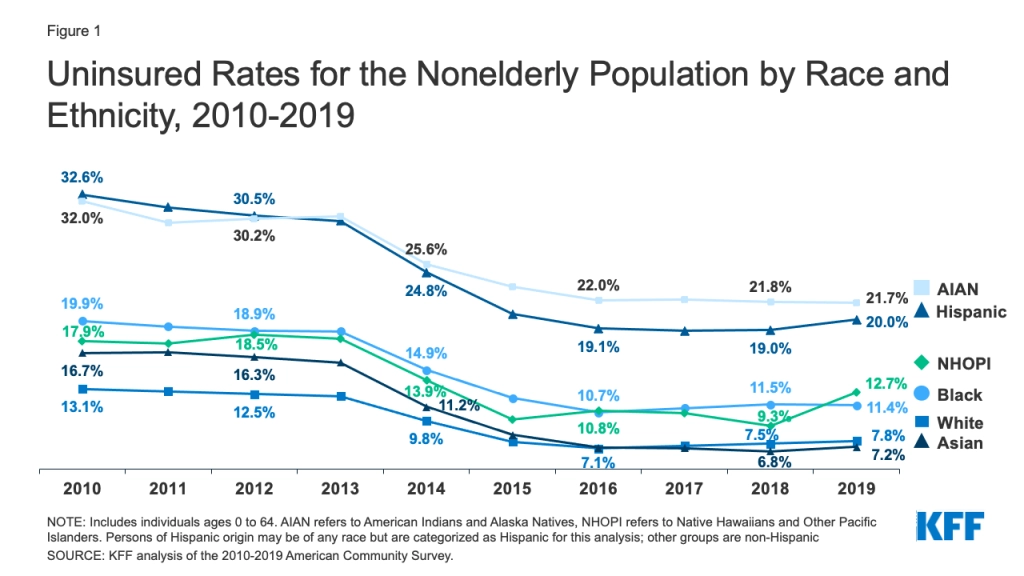 Figure 1
Uninsured Rates for the Nonelderly Population by Race and
Ethnicity, 2010-2019
32.6%
32.0%
30.5%
30.2%
25.6%
24.8%
22.0%
19.1%
21.8%
19.0%
21.7%
20.0%
19.9%
17.9%
16.7%
13.1%
18.9%
18.5%
16.3%
12.5%
14.9%
13.9%
11.2%
9.8%
10.7%
10.8%
7.1%
11.5%
9.3%
7.5%
6.8%
12.7%
11.4%
7.8%
7.2%
AIAN
Hispanic
NHOPI
Black
White
Asian
2010 2011 2012 2013 2014 2015 2016 2017 2018 2019
NOTE: Includes individuals ages 0 to 64. AIAN refers to American Indians and Alaska Natives, NHOPI refers to Native Hawaiians and Other Pacific
Islanders. Persons of Hispanic origin may be of any race but are categorized as Hispanic for this analysis; other groups are non-Hispanic
SOURCE: KFF analysis of the 2010-2019 American Community Survey.
KFF